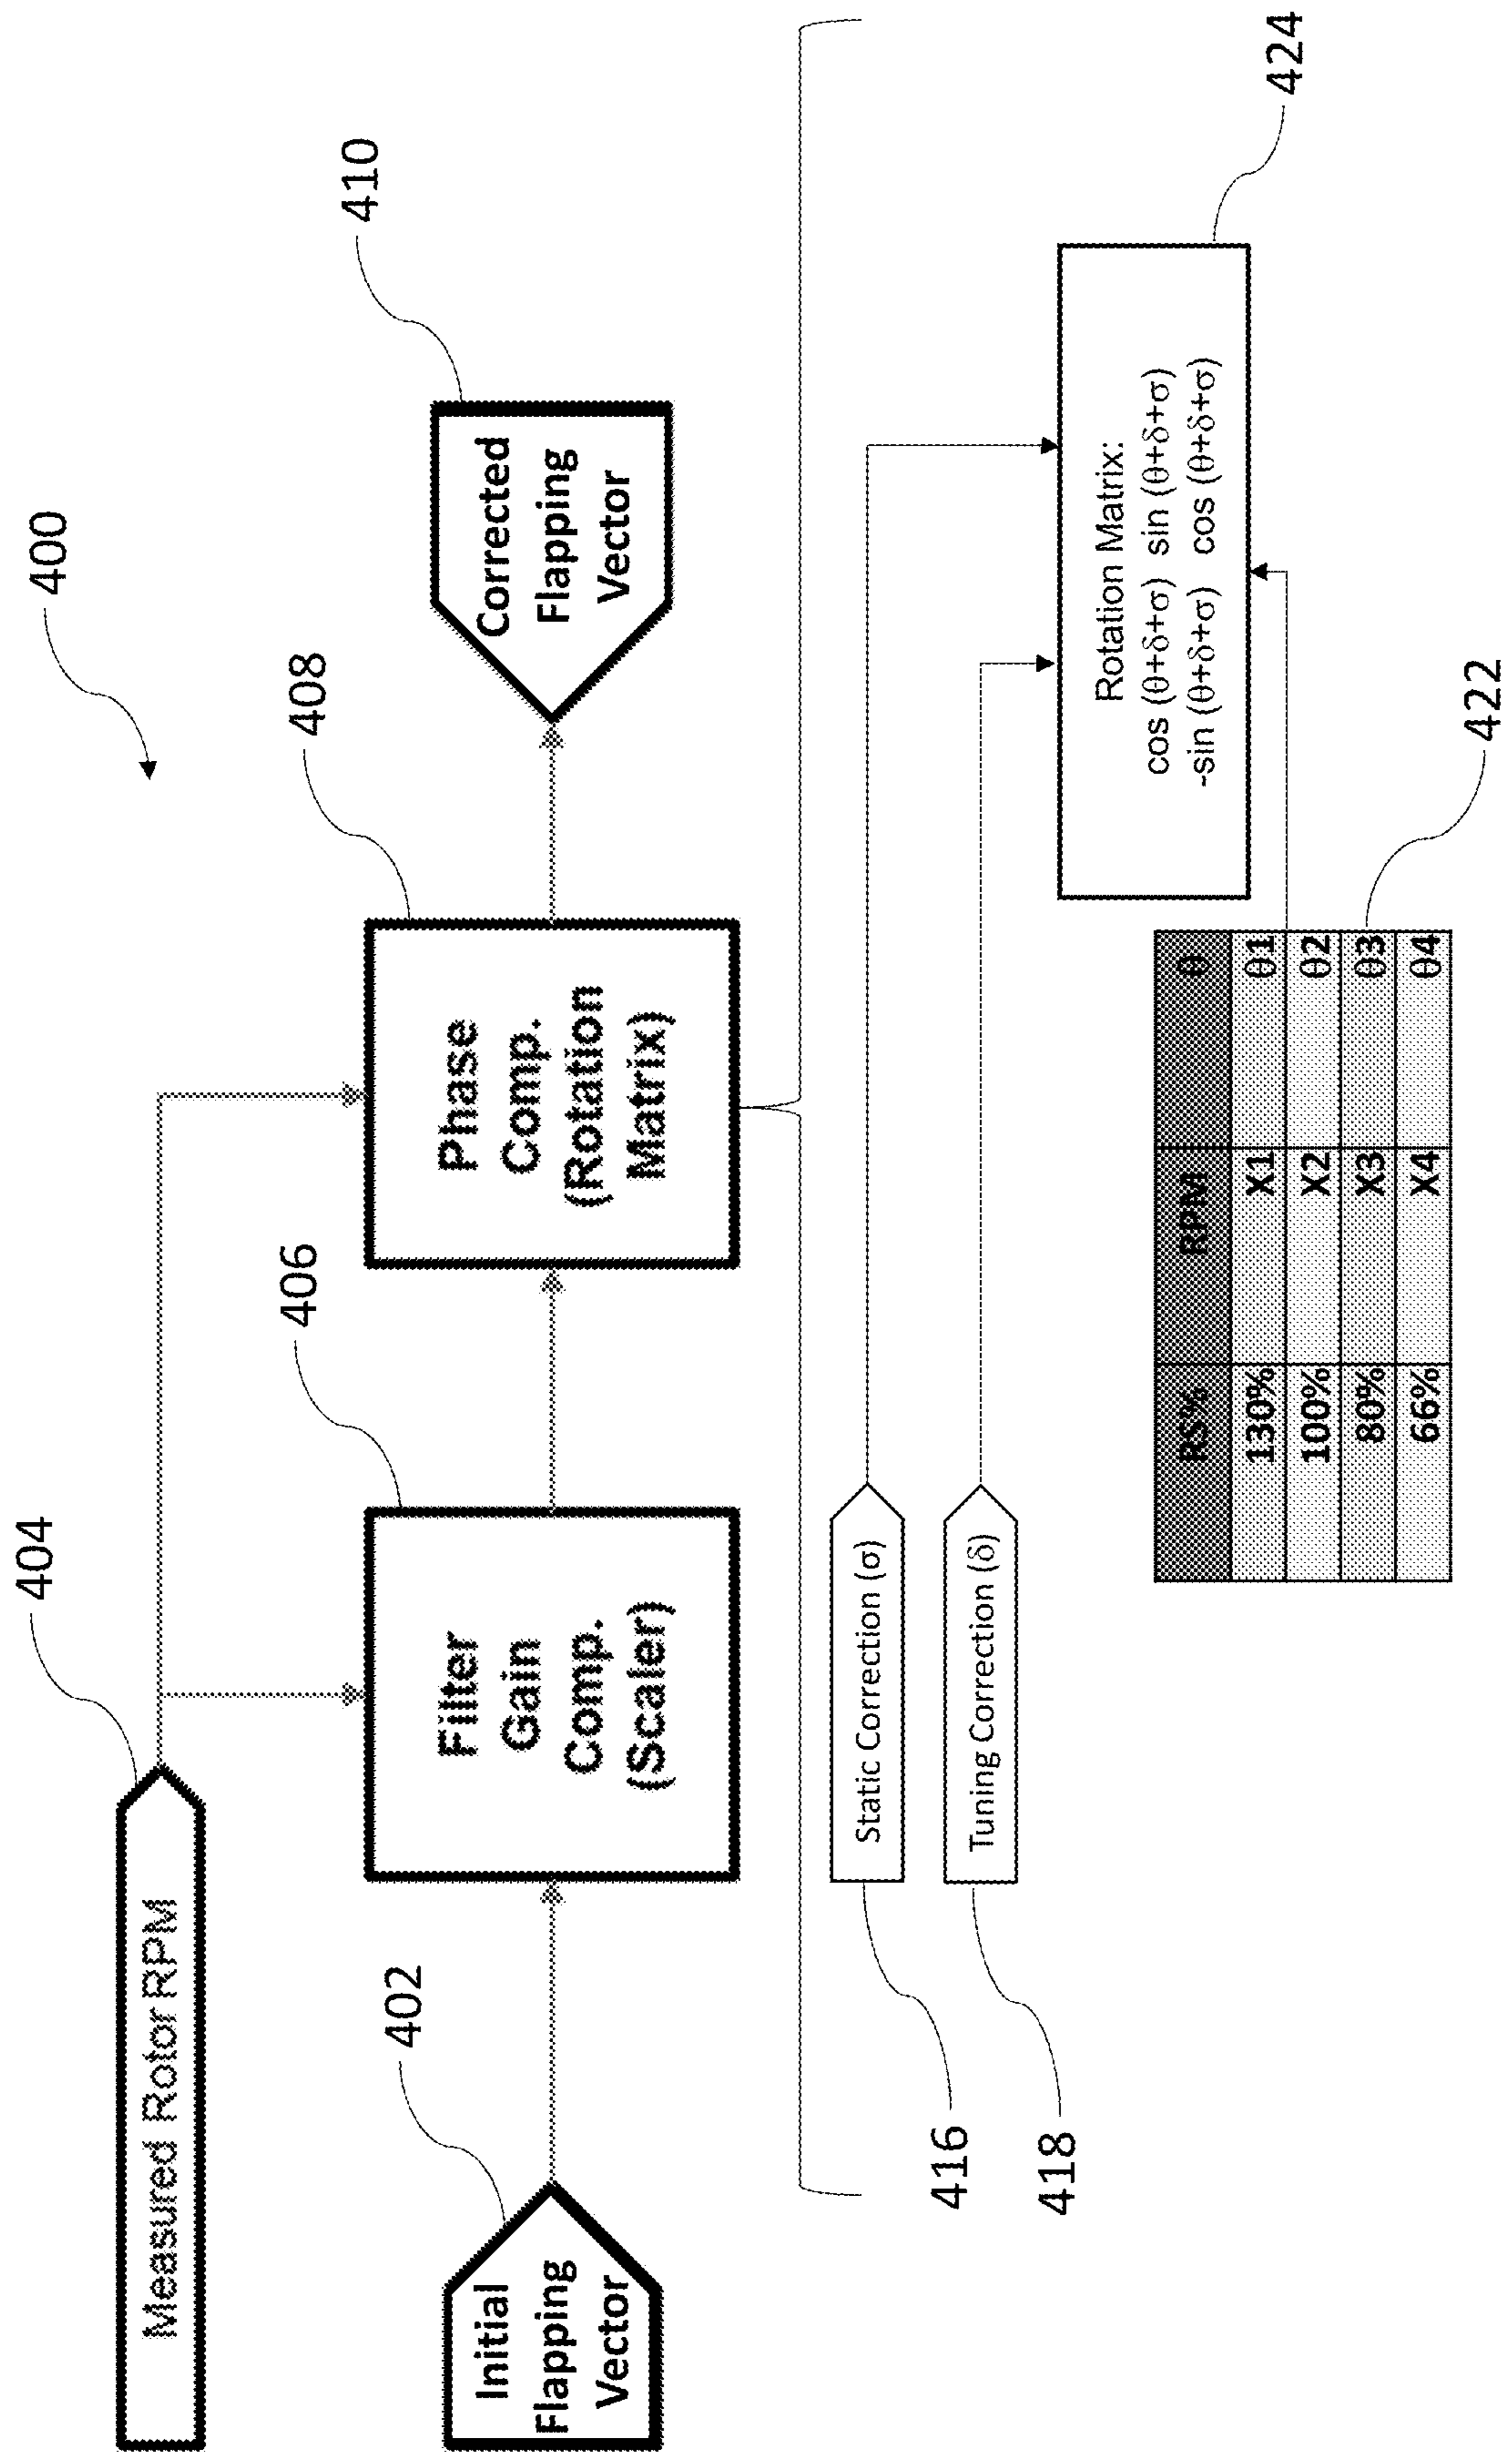 400
404
Measured Rotor RPM
402
Initial
Flapping
Vector
406
Filter
Gain
Comp.
(Scaler)
408
Phase
Comp.
(Rotation
Matrix)
410
Corrected
Flapping
Vector
416
Static Correction (σ)
418
Tuning Correction (δ)
RS% RPM θ
130% X1 θ1
100% X2 θ2
80% X3 θ3
66% X4 θ4
422
Rotation Matrix:
cos (θ+δ+σ) sin (θ+δ+σ)
-sin (θ+δ+σ) cos (θ+δ+σ)
424